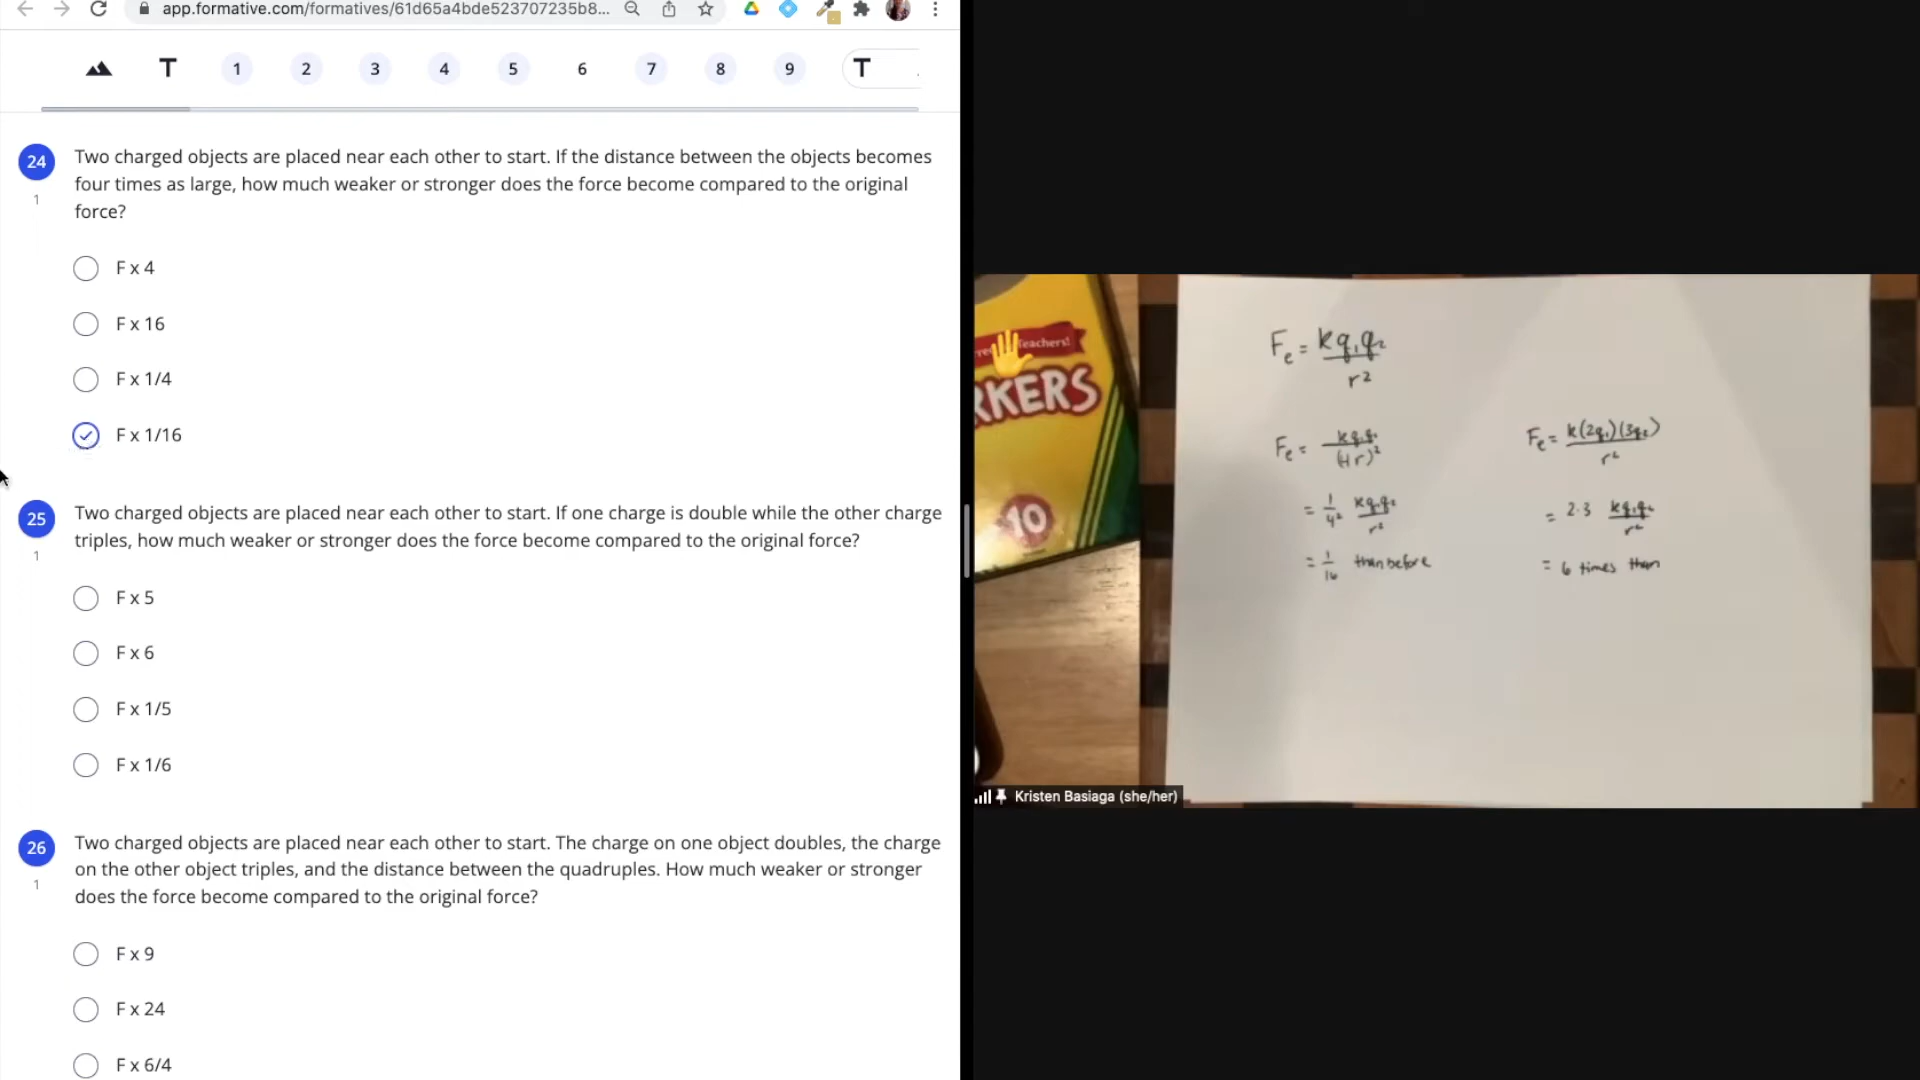 app.formative.com/formatives/61d65a4bde523707235b8...
T 1 2 3 4 5 6 7 8 9 T
24
1
Two charged objects are placed near each other to start. If the distance between the objects becomes
four times as large, how much weaker or stronger does the force become compared to the original
force?
F x 4
F x 16
F x 1/4
F x 1/16
25
1
Two charged objects are placed near each other to start. If one charge is double while the other charge
triples, how much weaker or stronger does the force become compared to the original force?
F x 5
F x 6
F x 1/5
F x 1/6
26
1
Two charged objects are placed near each other to start. The charge on one object doubles, the charge
on the other object triples, and the distance between the quadruples. How much weaker or stronger
does the force become compared to the original force?
F x 9
F x 24
F x 6/4
Teachers!
RKERS
10
Fe = kq₁q₂
r²
Fe = kq₁q₂
(4r)²
= 1/4² kq₁q₂/r²
= 1/16 than before
Fe = k(2q₁)(3q₂)
r²
= 2·3 kq₁q₂/r²
= 6 times than
Kristen Basiaga (she/her)